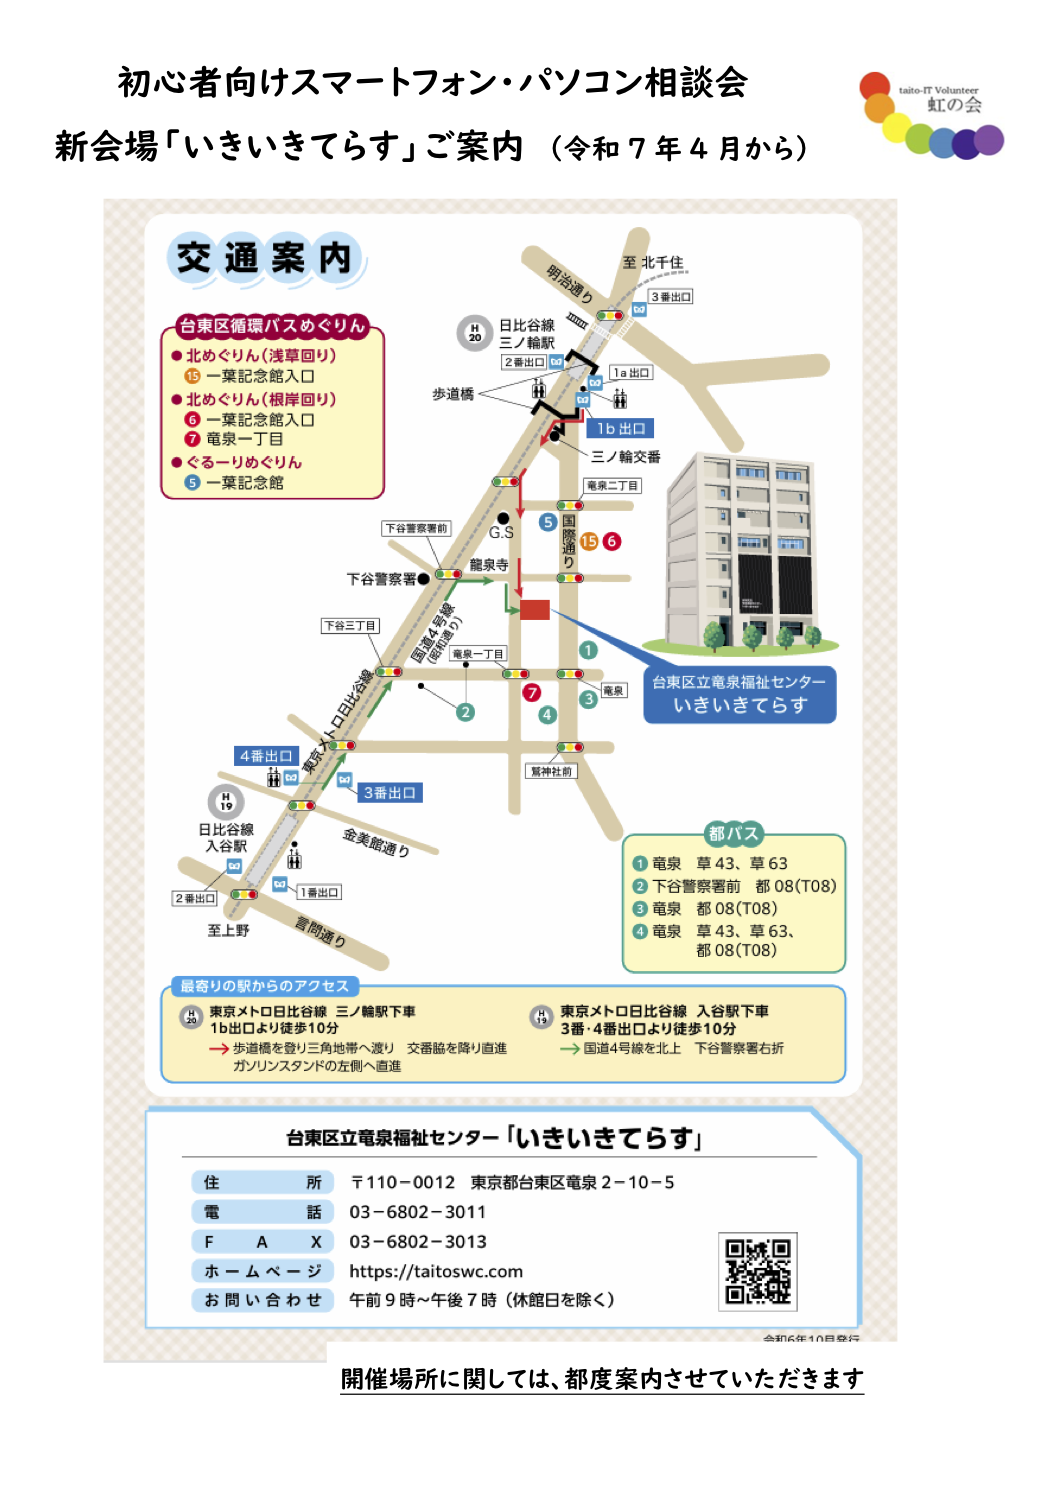 初心者向けスマートフォン・パソコン相談会
新会場「いきいきてらす」ご案内 （令和７年４月から）
taito-IT Volunteer
虹の会
交通案内
台東区循環バスめぐりん
●北めぐりん（浅草回り）
15 一葉記念館入口
●北めぐりん（根岸回り）
6 一葉記念館入口
7 竜泉一丁目
●ぐるーりめぐりん
5 一葉記念館
至 北千住
明治通り
3番出口
H
20
日比谷線
三ノ輪駅
2番出口
1a出口
歩道橋
1b 出口
三ノ輪交番
竜泉二丁目
G.S
5
国際通り
15 6
下谷警察署前
龍泉寺
下谷警察署
下谷三丁目
国道4号線
(昭和通り)
竜泉一丁目
1
竜泉
2
7
3
4
東京メトロ日比谷線
鷲神社前
台東区立竜泉福祉センター
いきいきてらす
4番出口
3番出口
H
19
日比谷線
入谷駅
金美館通り
2番出口
1番出口
至上野
言問通り
都バス
1 竜泉 草43、草63
2 下谷警察署前 都08(T08)
3 竜泉 都08(T08)
4 竜泉 草43、草63、
都08(T08)
最寄りの駅からのアクセス
H
20
東京メトロ日比谷線 三ノ輪駅下車
1b出口より徒歩10分
→歩道橋を登り三角地帯へ渡り 交番脇を降り直進
ガソリンスタンドの左側へ直進
H
19
東京メトロ日比谷線 入谷駅下車
3番・4番出口より徒歩10分
→国道4号線を北上 下谷警察署右折
台東区立竜泉福祉センター「いきいきてらす」
住所 〒110－0012 東京都台東区竜泉2－10－5
電話 03－6802－3011
FAX 03－6802－3013
ホームページ https://taitoswc.com
お問い合わせ 午前9時～午後7時（休館日を除く）
令和6年10月発行
開催場所に関しては、都度案内させていただきます